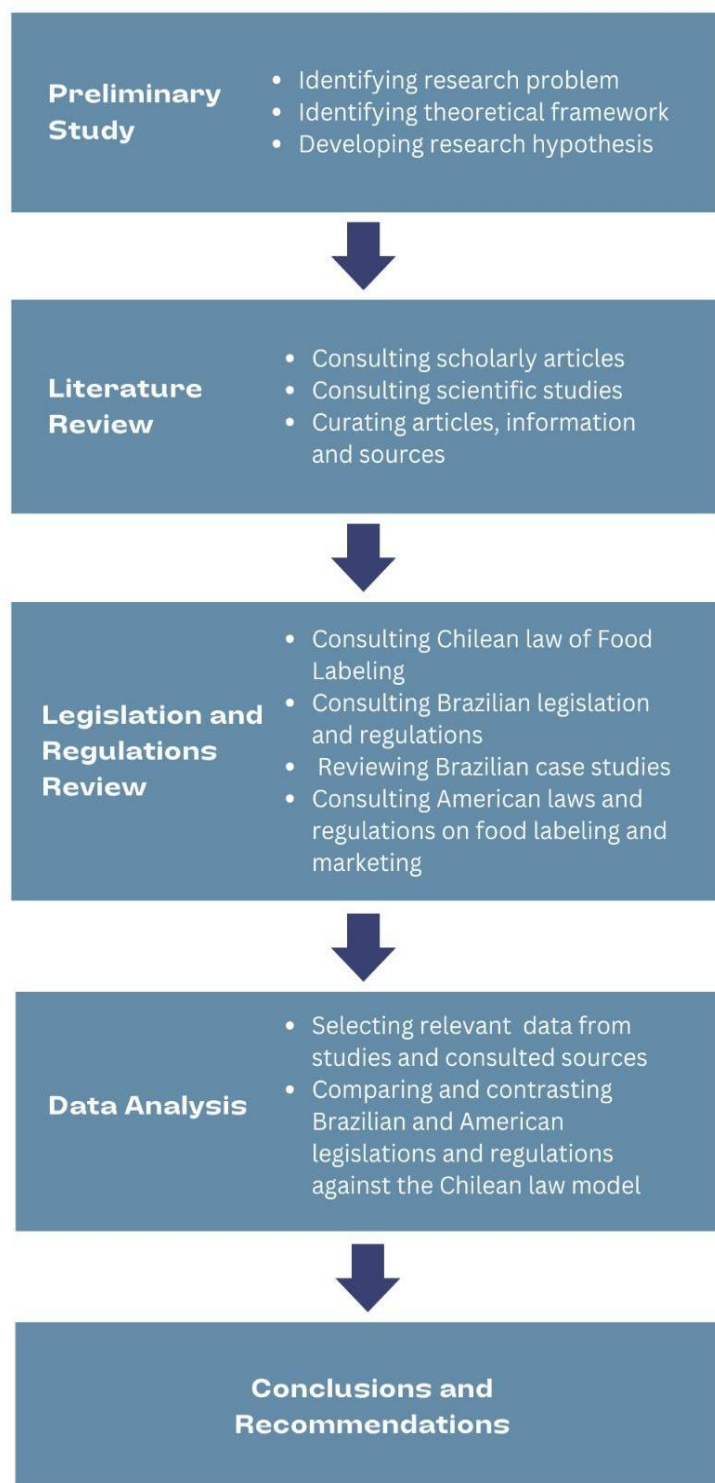 Preliminary
Study
• Identifying research problem
• Identifying theoretical framework
• Developing research hypothesis
Literature
Review
• Consulting scholarly articles
• Consulting scientific studies
• Curating articles, information
and sources
Legislation and
Regulations
Review
• Consulting Chilean law of Food
Labeling
• Consulting Brazilian legislation
and regulations
• Reviewing Brazilian case studies
• Consulting American laws and
regulations on food labeling and
marketing
Data Analysis
• Selecting relevant data from
studies and consulted sources
• Comparing and contrasting
Brazilian and American
legislations and regulations
against the Chilean law model
Conclusions and
Recommendations